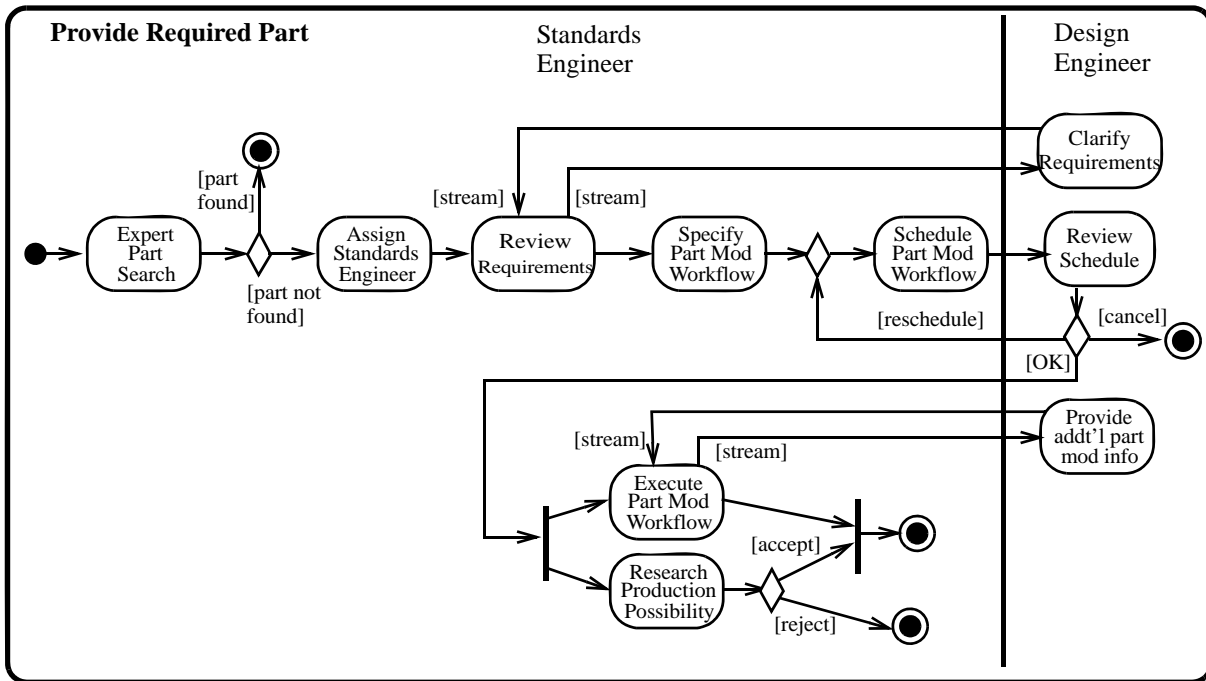 Provide Required Part
Standards
Engineer
Design
Engineer
Clarify
Requirements
[part
found]
[stream]
[stream]
Expert
Part
Search
Assign
Standards
Engineer
Review
Requirements
Specify
Part Mod
Workflow
Schedule
Part Mod
Workflow
Review
Schedule
[part not
found]
[reschedule]
[cancel]
[OK]
[stream]
[stream]
Provide
addt'l part
mod info
Execute
Part Mod
Workflow
[accept]
Research
Production
Possibility
[reject]